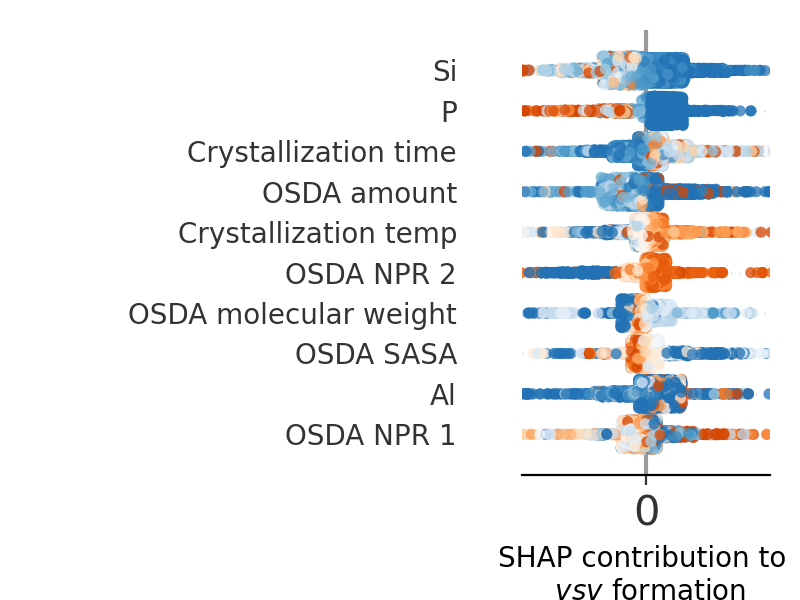 Si
P
Crystallization time
OSDA amount
Crystallization temp
OSDA NPR 2
OSDA molecular weight
OSDA SASA
Al
OSDA NPR 1
0
SHAP contribution to
vsv formation